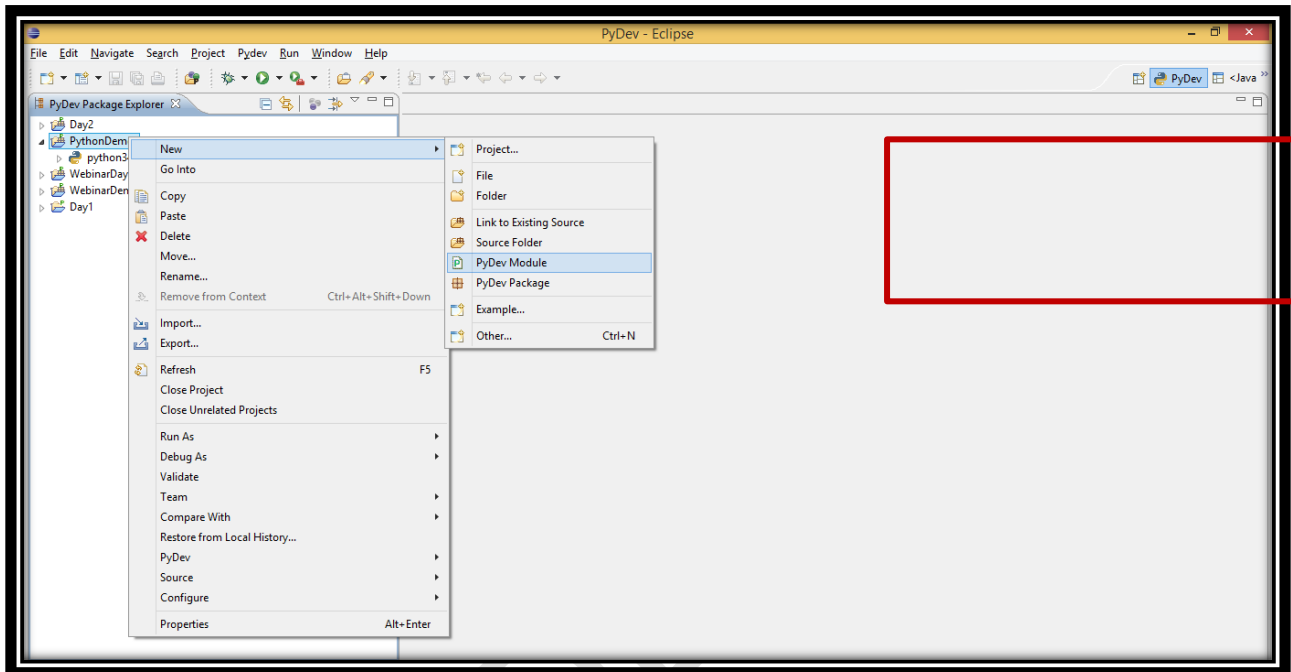 PyDev - Eclipse
File Edit Navigate Search Project Pydev Run Window Help
PyDev <Java
PyDev Package Explorer
Day2
PythonDem
python3
WebinarDay
WebinarDen
Day1
New
Go Into
Copy
Paste
Delete
Move...
Rename...
Remove from Context Ctrl+Alt+Shift+Down
Import...
Export...
Refresh F5
Close Project
Close Unrelated Projects
Run As
Debug As
Validate
Team
Compare With
Restore from Local History...
PyDev
Source
Configure
Properties Alt+Enter
Project...
File
Folder
Link to Existing Source
Source Folder
PyDev Module
PyDev Package
Example...
Other... Ctrl+N